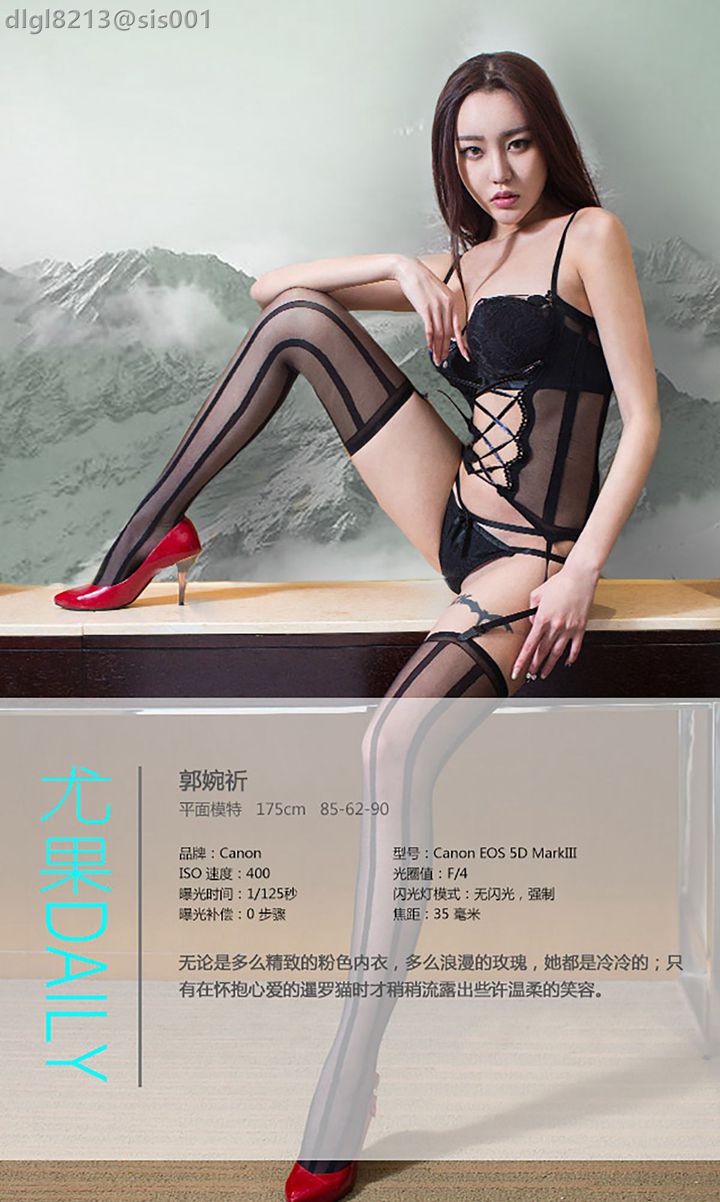 dlgl8213@sis001
尤果DAILY
郭婉祈
平面模特 175cm 85-62-90
品牌：Canon 型号：Canon EOS 5D MarkIII
ISO 速度：400 光圈值：F/4
曝光时间：1/125秒 闪光灯模式：无闪光，强制
曝光补偿：0 步骤 焦距：35 毫米
无论是多么精致的粉色内衣，多么浪漫的玫瑰，她都是冷冷的；只
有在怀抱心爱的暹罗猫时才稍稍流露出些许温柔的笑容。